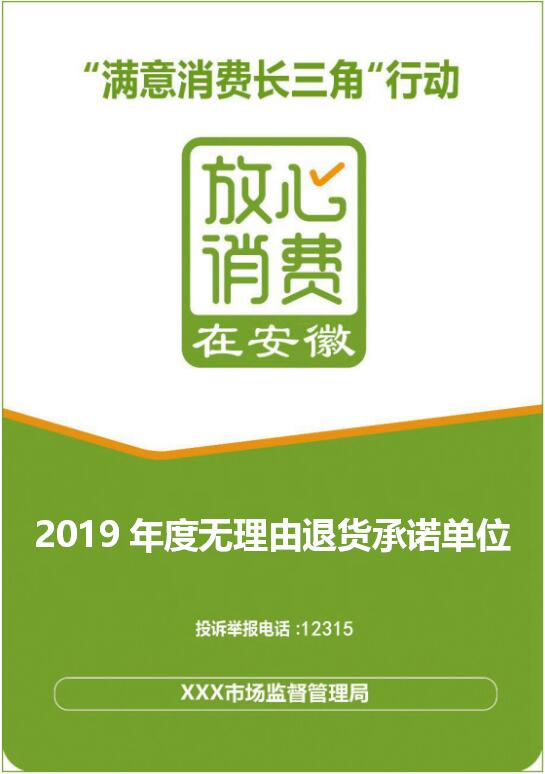 “满意消费长三角“行动
放心
消费
在安徽
2019 年度无理由退货承诺单位
投诉举报电话 :12315
XXX市场监督管理局